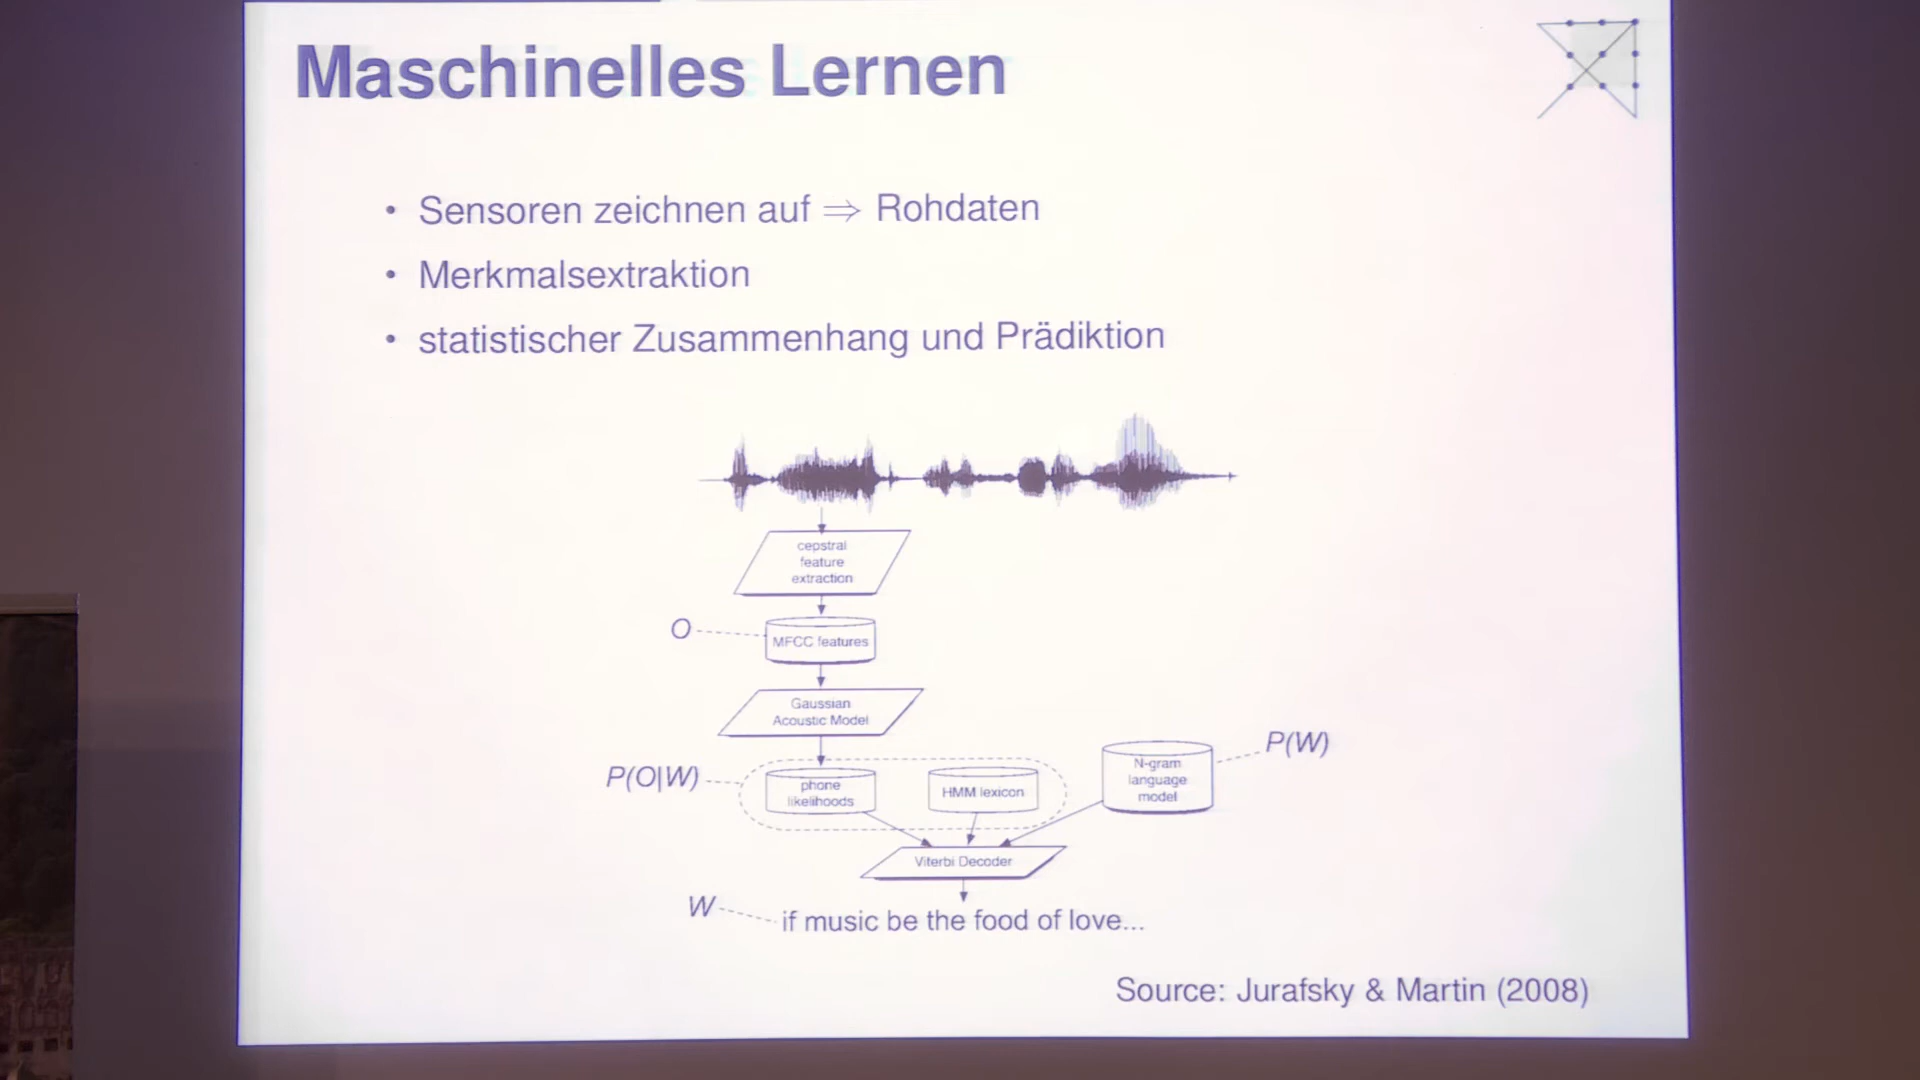 Maschinelles Lernen
• Sensoren zeichnen auf ⇒ Rohdaten
• Merkmalsextraktion
• statistischer Zusammenhang und Prädiktion
cepstral
feature
extraction
O
MFCC features
Gaussian
Acoustic Model
P(O|W)
phone
likelihoods
HMM lexicon
N-gram
language
model
P(W)
Viterbi Decoder
W
if music be the food of love...
Source: Jurafsky & Martin (2008)